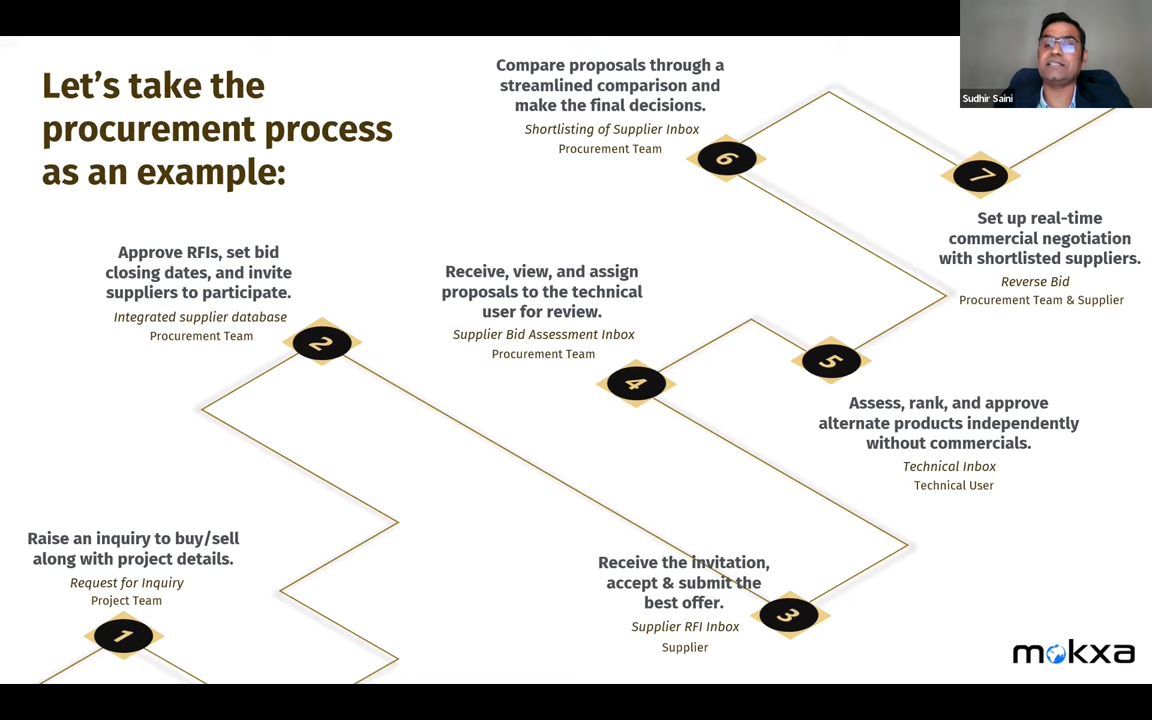 Let's take the
procurement process
as an example:
Sudhir Saini
Compare proposals through a
streamlined comparison and
make the final decisions.
Shortlisting of Supplier Inbox
Procurement Team
6
7
Set up real-time
commercial negotiation
with shortlisted suppliers.
Reverse Bid
Procurement Team & Supplier
Approve RFIs, set bid
closing dates, and invite
suppliers to participate.
Integrated supplier database
Procurement Team
2
Receive, view, and assign
proposals to the technical
user for review.
Supplier Bid Assessment Inbox
Procurement Team
4
5
Assess, rank, and approve
alternate products independently
without commercials.
Technical Inbox
Technical User
Raise an inquiry to buy/sell
along with project details.
Request for Inquiry
Project Team
1
Receive the invitation,
accept & submit the
best offer.
Supplier RFI Inbox
Supplier
3
mokxa